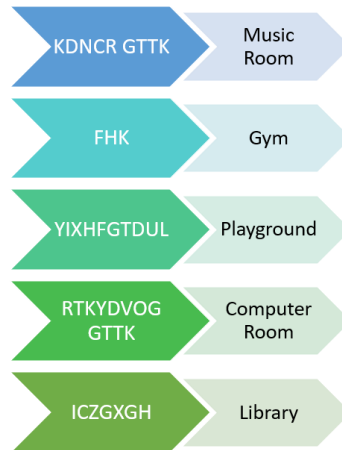 KDNCR GTTK
Music
Room
FHK
Gym
YIXHFGTDUL
Playground
RTKYDVOG
GTTK
Computer
Room
ICZGXGH
Library